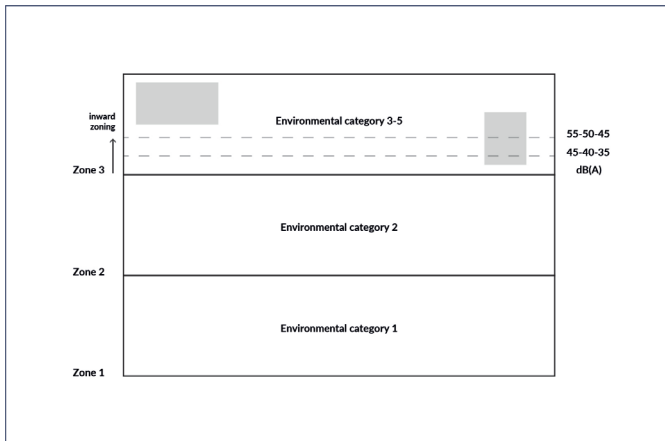 inward
zoning
Environmental category 3-5
55-50-45
45-40-35
Zone 3
dB(A)
Environmental category 2
Zone 2
Environmental category 1
Zone 1